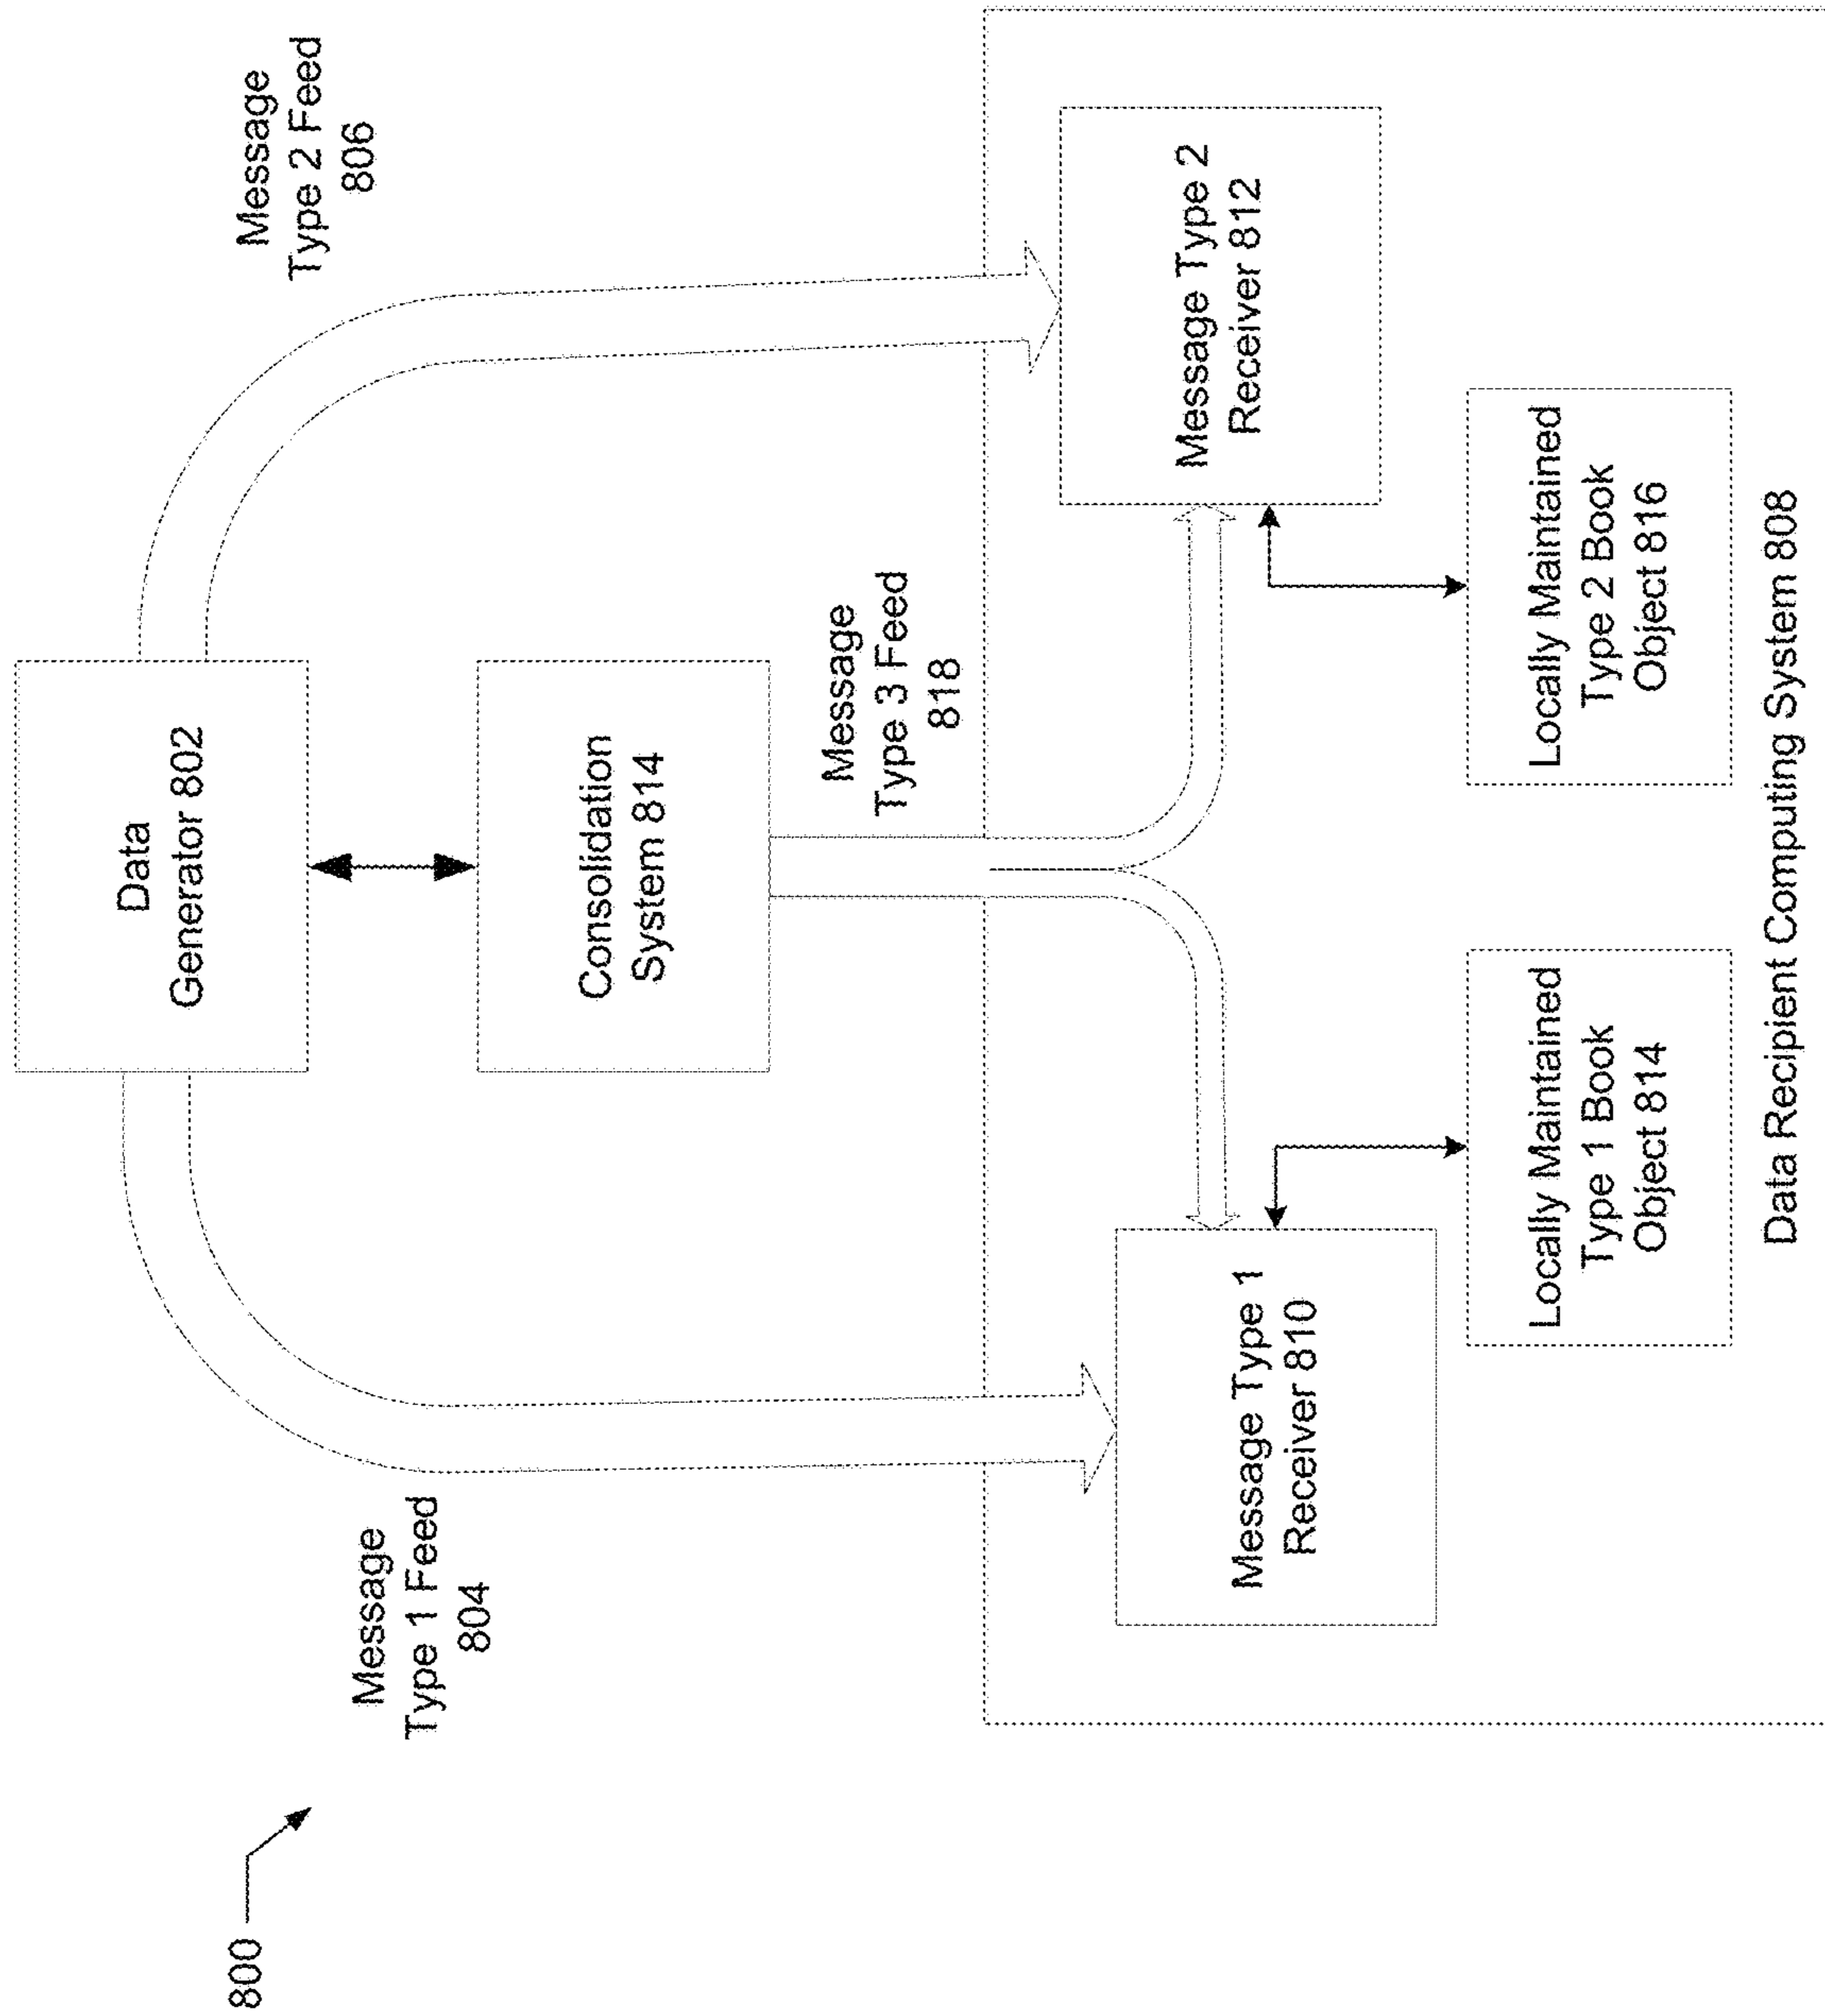 800
Message
Type 1 Feed
804
Data
Generator 802
Message
Type 2 Feed
806
Consolidation
System 814
Message
Type 3 Feed
818
Message Type 1
Receiver 810
Message Type 2
Receiver 812
Locally Maintained
Type 1 Book
Object 814
Locally Maintained
Type 2 Book
Object 816
Data Recipient Computing System 808